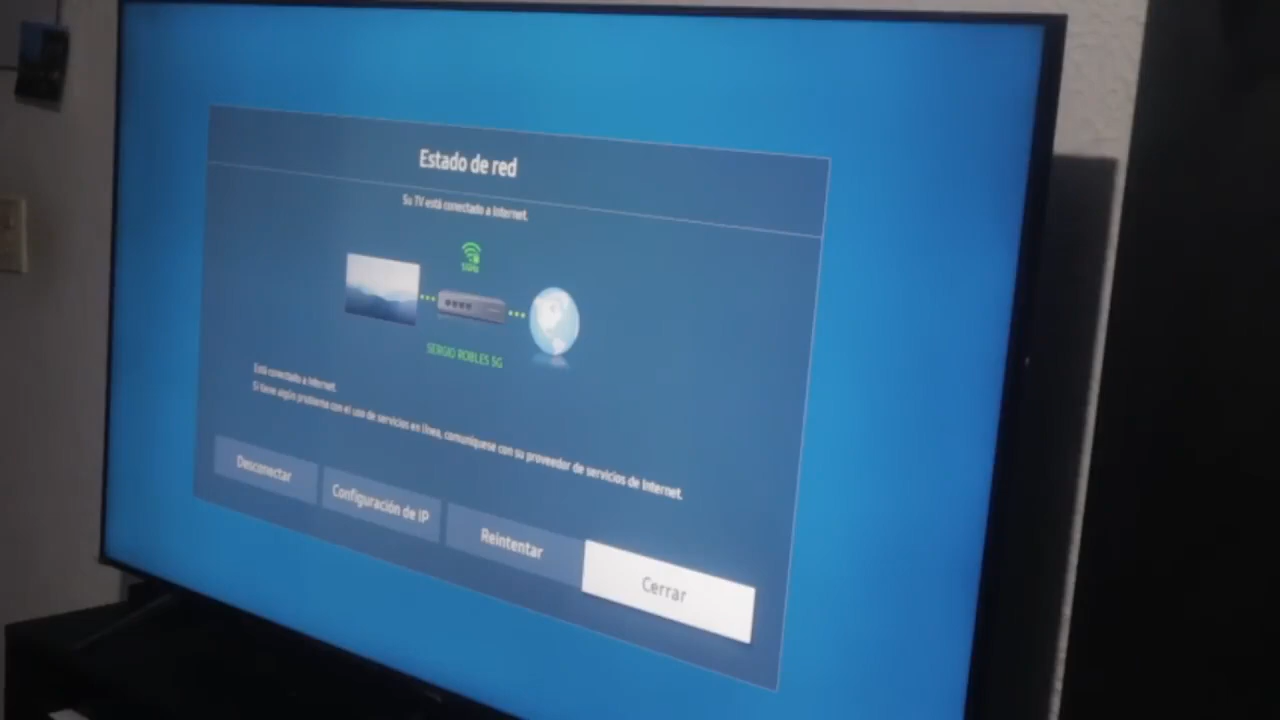 Estado de red
Su TV está conectado a Internet.
5GHz
SERGIO ROBLES 5G
Está conectado a Internet.
Si tiene algún problema con el uso de servicios en línea, comuníquese con su proveedor de servicios de Internet.
Desconectar
Configuración de IP
Reintentar
Cerrar